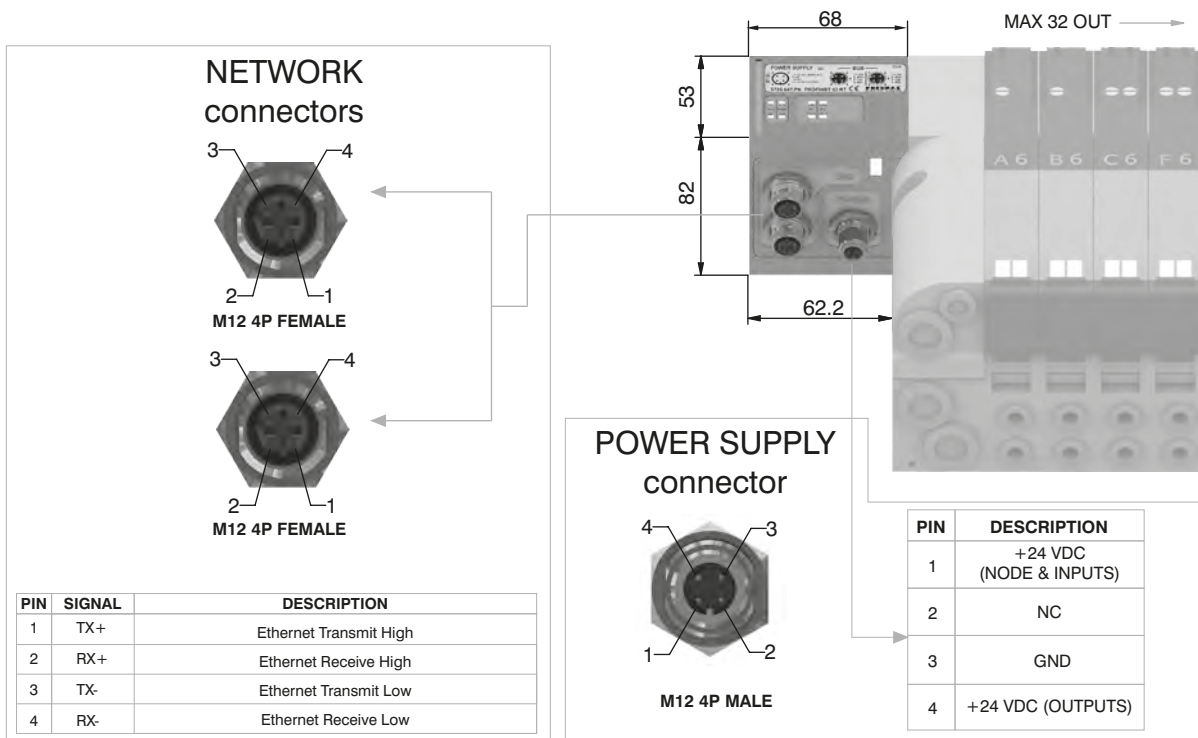 NETWORK
connectors
3
4
2
1
M12 4P FEMALE
3
4
2
1
M12 4P FEMALE
PIN SIGNAL DESCRIPTION
1 TX+ Ethernet Transmit High
2 RX+ Ethernet Receive High
3 TX- Ethernet Transmit Low
4 RX- Ethernet Receive Low
68
MAX 32 OUT
53
82
62.2
POWER SUPPLY
PNEUMAX
A 6
B 6
C 6
F 6
POWER SUPPLY
connector
4
3
1
2
M12 4P MALE
PIN DESCRIPTION
1 +24 VDC
(NODE & INPUTS)
2 NC
3 GND
4 +24 VDC (OUTPUTS)